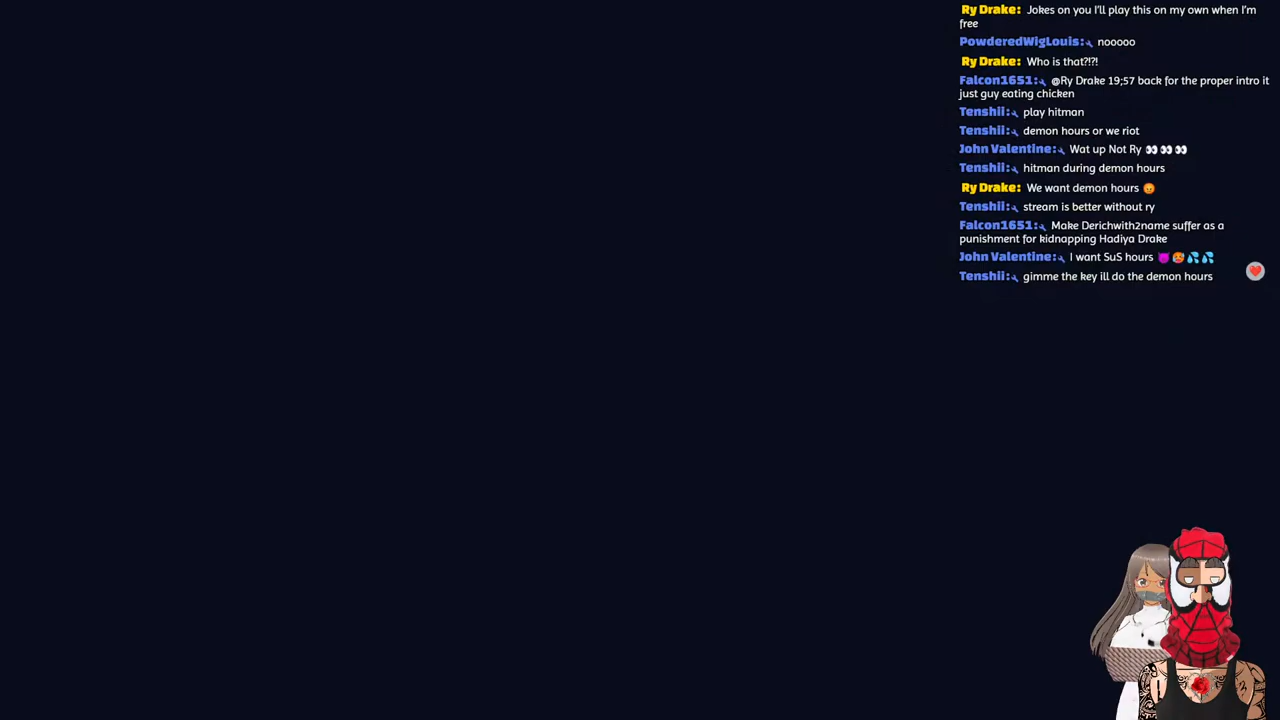 Ry Drake: Jokes on you I'll play this on my own when I'm
free
PowderedWigLouis: nooooo
Ry Drake: Who is that?!?!
Falcon1651: @Ry Drake 19;57 back for the proper intro it
just guy eating chicken
Tenshii: play hitman
Tenshii: demon hours or we riot
John Valentine: Wat up Not Ry 👀👀👀
Tenshii: hitman during demon hours
Ry Drake: We want demon hours 😡
Tenshii: stream is better without ry
Falcon1651: Make Derichwith2name suffer as a
punishment for kidnapping Hadiya Drake
John Valentine: I want SuS hours 😈🥵💦💦
Tenshii: gimme the key ill do the demon hours